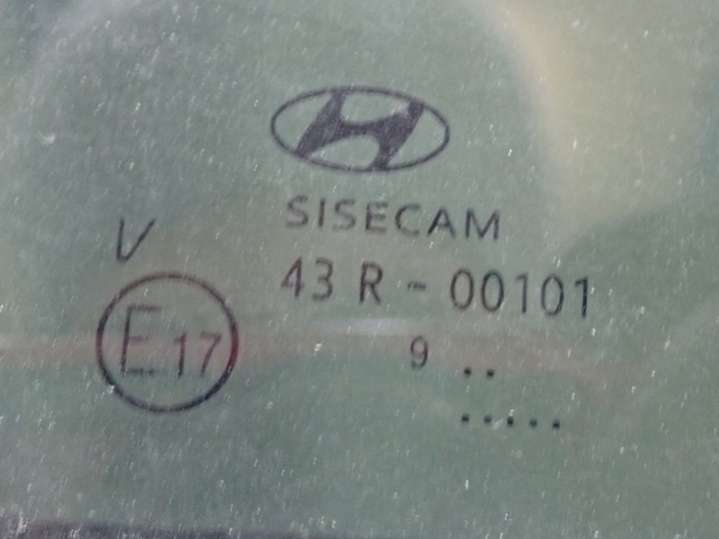 SISECAM
V
43 R - 00101
E 17
9 ..
.....